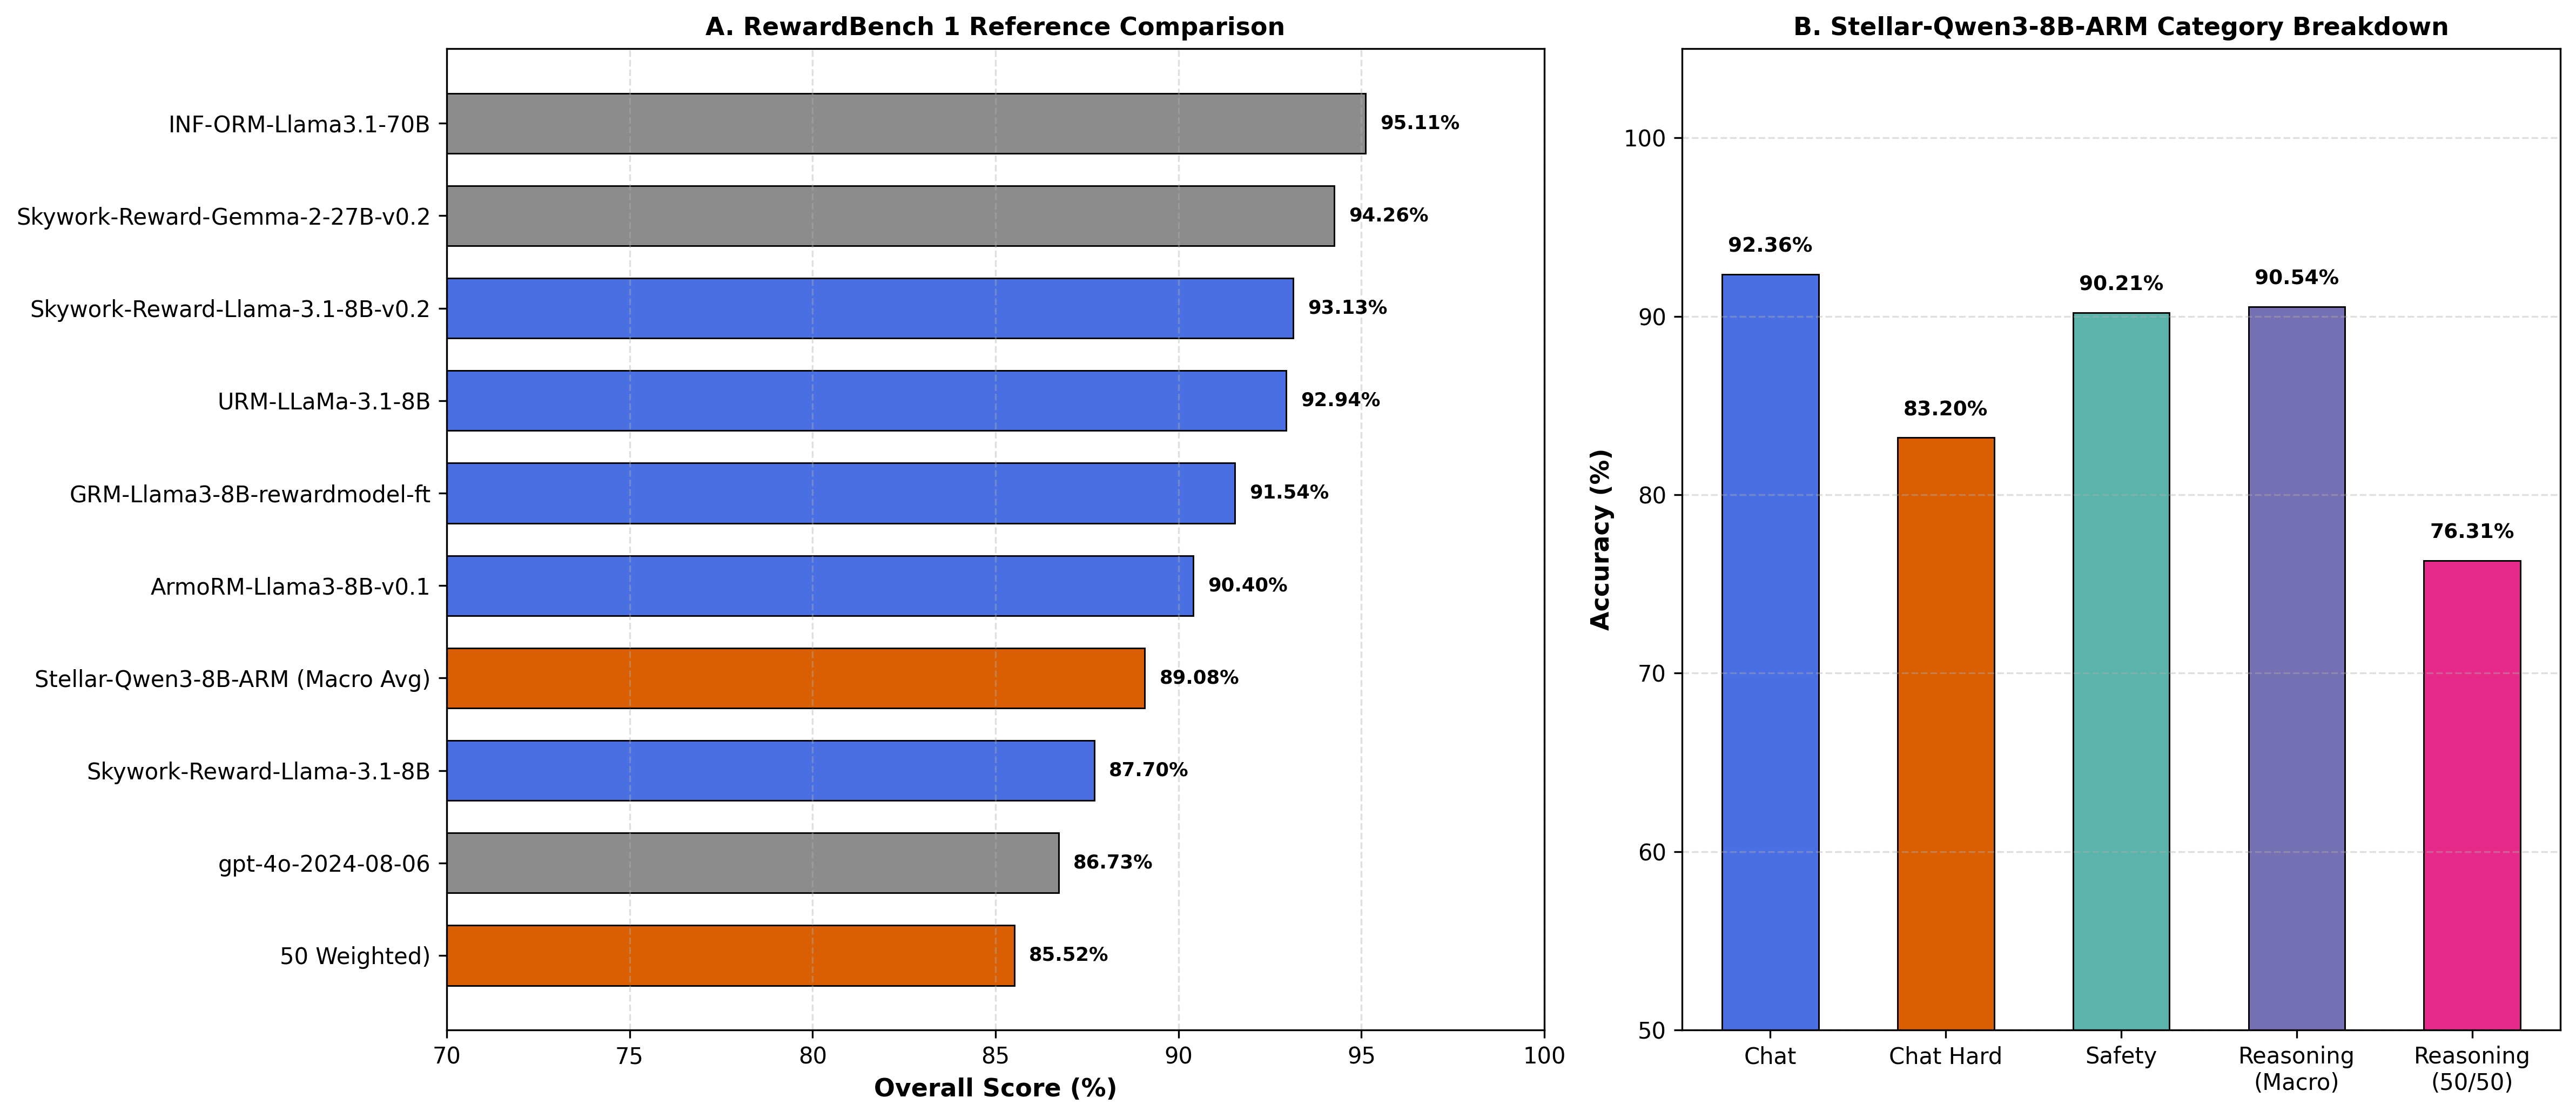 A. RewardBench 1 Reference Comparison
INF-ORM-Llama3.1-70B
95.11%
Skywork-Reward-Gemma-2-27B-v0.2
94.26%
Skywork-Reward-Llama-3.1-8B-v0.2
93.13%
URM-LLaMa-3.1-8B
92.94%
GRM-Llama3-8B-rewardmodel-ft
91.54%
ArmoRM-Llama3-8B-v0.1
90.40%
Stellar-Qwen3-8B-ARM (Macro Avg)
89.08%
Skywork-Reward-Llama-3.1-8B
87.70%
gpt-4o-2024-08-06
86.73%
50 Weighted)
85.52%
70
75
80
85
90
95
100
Overall Score (%)
B. Stellar-Qwen3-8B-ARM Category Breakdown
Accuracy (%)
100
90
80
70
60
50
92.36%
83.20%
90.21%
90.54%
76.31%
Chat
Chat Hard
Safety
Reasoning
(Macro)
Reasoning
(50/50)